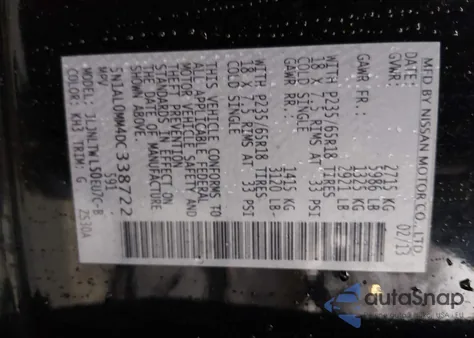 MFD BY NISSAN MOTOR CO., LTD.
DATE: 02/13
GVWR: 2715 KG
5986 LB
GAWR FR.: 1325 KG
2921 LB
WITH P235/65R18 TIRES
18 X 7.5 RIMS AT 33 PSI
COLD SINGLE
GAWR RR.: 1415 KG
3120 LB
WITH P235/65R18 TIRES
18 X 7.5 RIMS AT 33 PSI
COLD SINGLE
THIS VEHICLE CONFORMS TO
ALL APPLICABLE FEDERAL
MOTOR VEHICLE SAFETY AND
THEFT PREVENTION
STANDARDS IN EFFECT ON
THE DATE OF MANUFACTURE
SHOWN ABOVE.
5N1AL0MM4DC338722
MPV S91
MODEL: JLJNLTWL50EU7C-B
COLOR: KH3 TRIM: G ZS30A
autoSnap